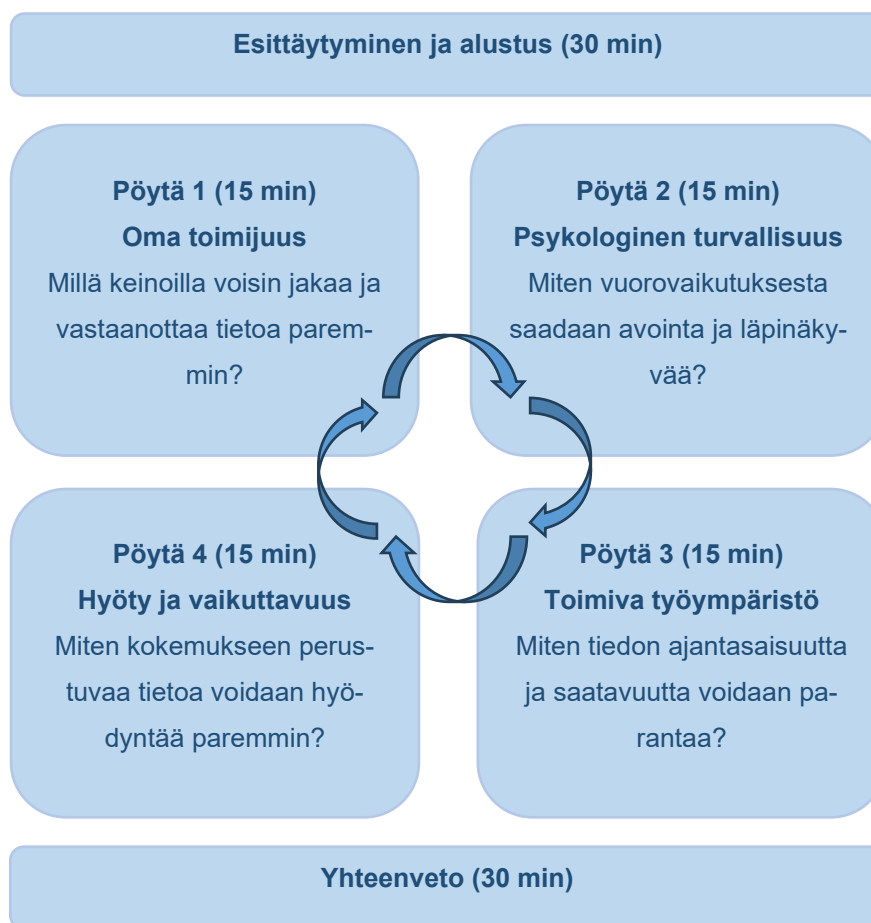 Esittäytyminen ja alustus (30 min)
Pöytä 1 (15 min)
Oma toimijuus
Millä keinoilla voisin jakaa ja
vastaanottaa tietoa parem-
min?
Pöytä 2 (15 min)
Psykologinen turvallisuus
Miten vuorovaikutuksesta
saadaan avointa ja läpinäky-
vää?
Pöytä 4 (15 min)
Hyöty ja vaikuttavuus
Miten kokemukseen perus-
tuvaa tietoa voidaan hyö-
dyntää paremmin?
Pöytä 3 (15 min)
Toimiva työympäristö
Miten tiedon ajantasaisuutta
ja saatavuutta voidaan pa-
rantaa?
Yhteenveto (30 min)